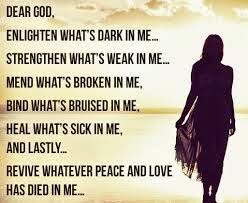 DEAR GOD,
ENLIGHTEN WHAT'S DARK IN ME...
STRENGTHEN WHAT'S WEAK IN ME...
MEND WHAT'S BROKEN IN ME,
BIND WHAT'S BRUISED IN ME,
HEAL WHAT'S SICK IN ME,
AND LASTLY...
REVIVE WHATEVER PEACE AND LOVE
HAS DIED IN ME...